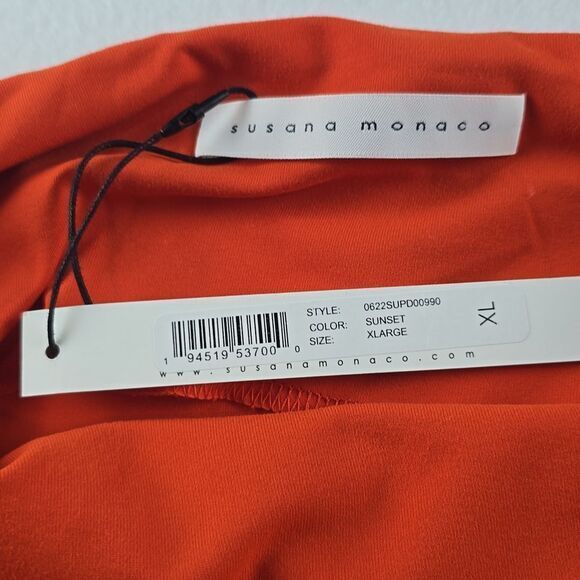 susana monaco
STYLE: 0622SUPD00990
COLOR: SUNSET
SIZE: XLARGE
XL
1 94519 53700 0
www.susanamonaco.com